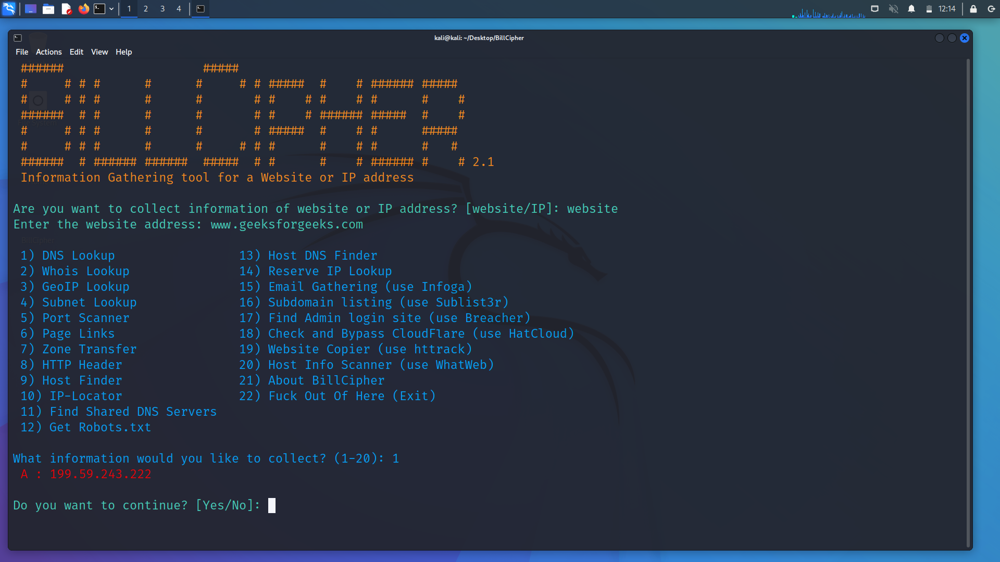 1 2 3 4
12:14
kali@kali: ~/Desktop/BillCipher
File Actions Edit View Help
######                   #####
#     # # #      #      #     # # #####  #    # ###### #####
#     # # #      #      #       # #    # #    # #      #    #
######  # #      #      #       # #    # ###### #####  #    #
#     # # #      #      #       # #####  #    # #      #####
#     # # #      #      #     # # #      #    # #      #   #
######  # ###### ######  #####  # #      #    # ###### #    # 2.1
Information Gathering tool for a Website or IP address
Are you want to collect information of website or IP address? [website/IP]: website
Enter the website address: www.geeksforgeeks.com
BillCipher
1) DNS Lookup                 13) Host DNS Finder
2) Whois Lookup               14) Reserve IP Lookup
3) GeoIP Lookup               15) Email Gathering (use Infoga)
4) Subnet Lookup              16) Subdomain listing (use Sublist3r)
5) Port Scanner               17) Find Admin login site (use Breacher)
6) Page Links                 18) Check and Bypass CloudFlare (use HatCloud)
7) Zone Transfer              19) Website Copier (use httrack)
8) HTTP Header                20) Host Info Scanner (use WhatWeb)
9) Host Finder                21) About BillCipher
10) IP-Locator                22) Fuck Out Of Here (Exit)
11) Find Shared DNS Servers
12) Get Robots.txt
What information would you like to collect? (1-20): 1
A : 199.59.243.222
Do you want to continue? [Yes/No]: